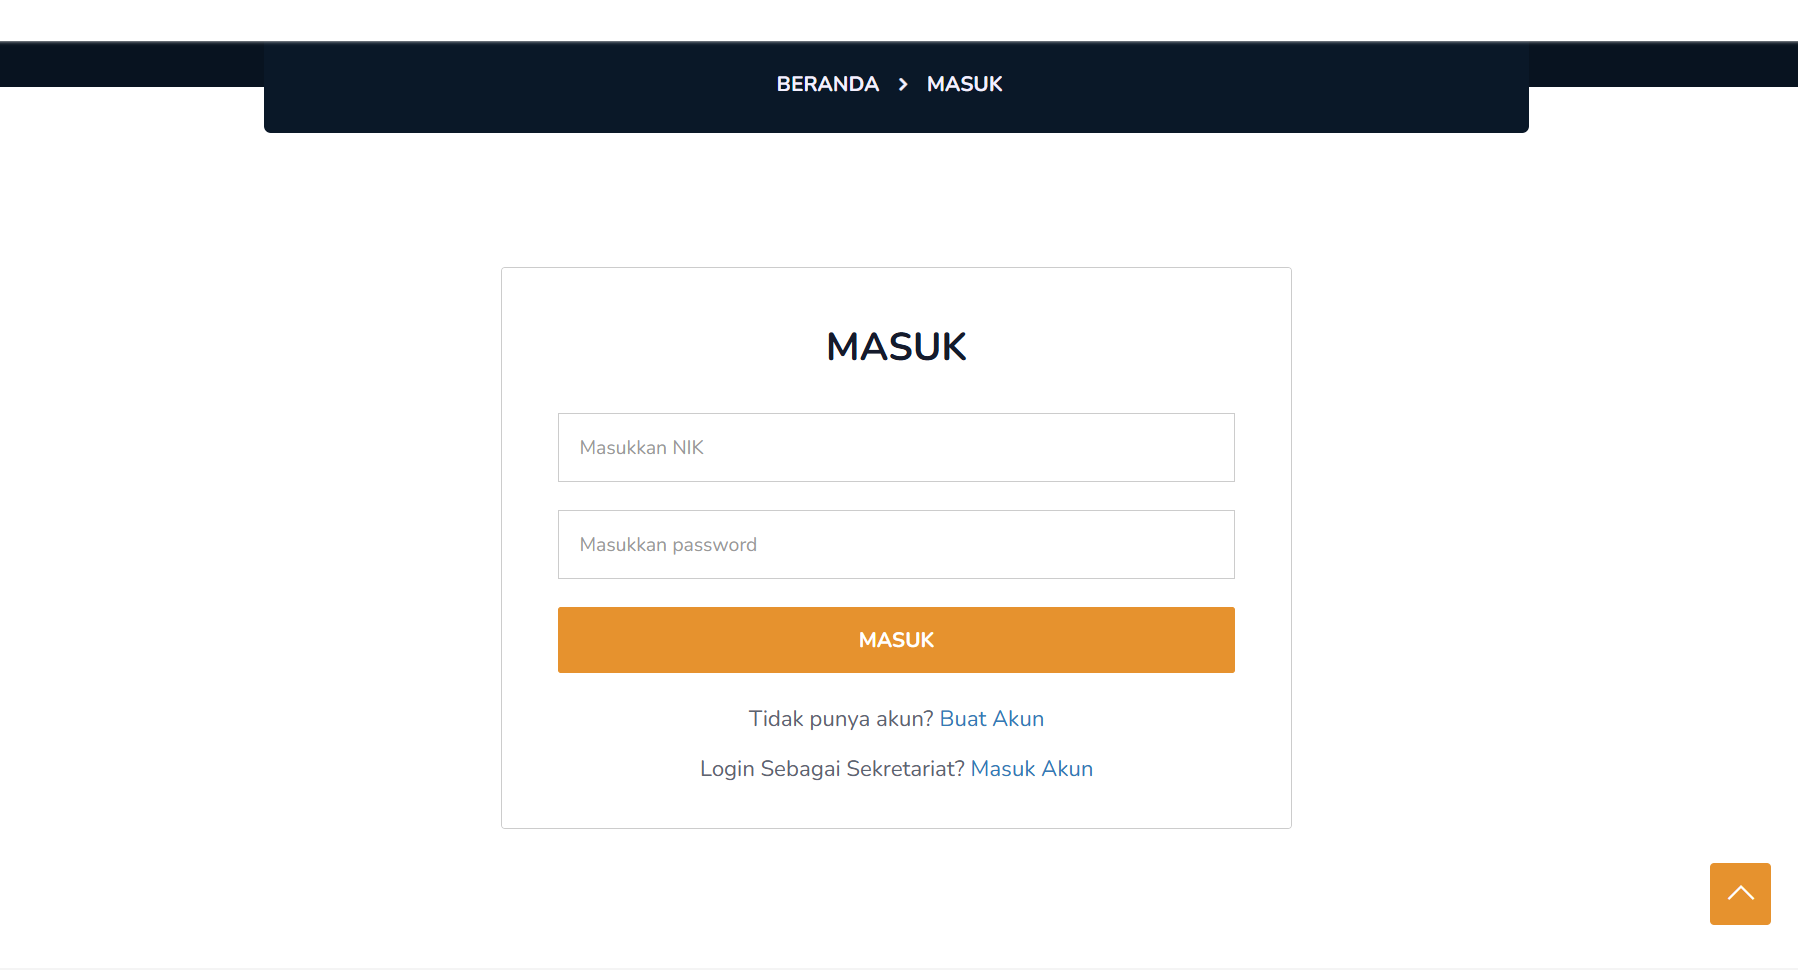 BERANDA > MASUK
MASUK
Masukkan NIK
Masukkan password
MASUK
Tidak punya akun? Buat Akun
Login Sebagai Sekretariat? Masuk Akun